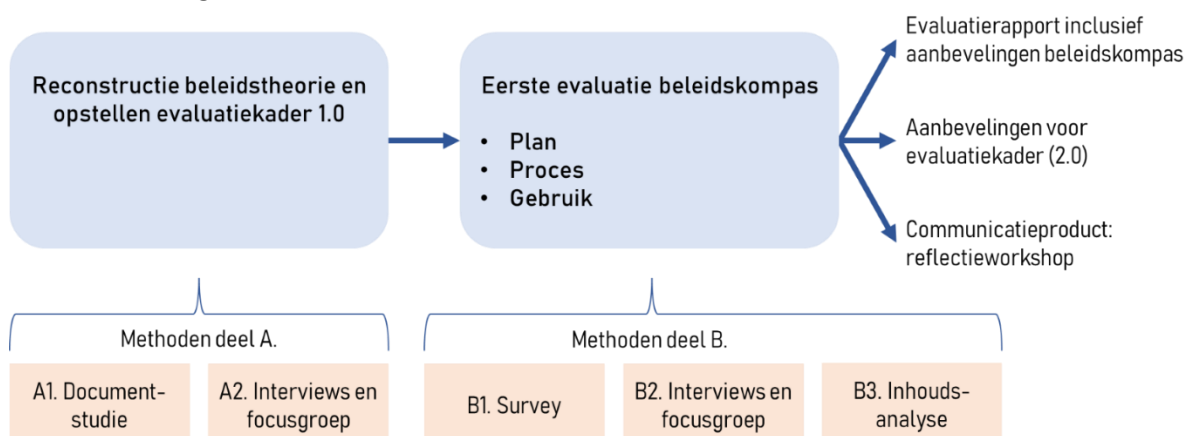 Reconstructie beleidstheorie en
opstellen evaluatiekader 1.0
Eerste evaluatie beleidskompas
• Plan
• Proces
• Gebruik
Evaluatierapport inclusief
aanbevelingen beleidskompas
Aanbevelingen voor
evaluatiekader (2.0)
Communicatieproduct:
reflectieworkshop
Methoden deel A.
Methoden deel B.
A1. Document-
studie
A2. Interviews en
focusgroep
B1. Survey
B2. Interviews en
focusgroep
B3. Inhouds-
analyse